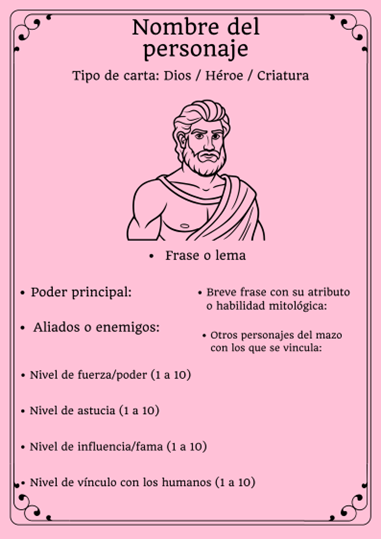 Nombre del
personaje
Tipo de carta: Dios / Héroe / Criatura
• Frase o lema
• Poder principal:
• Breve frase con su atributo
o habilidad mitológica:
• Aliados o enemigos:
• Otros personajes del mazo
con los que se vincula:
• Nivel de fuerza/poder (1 a 10)
• Nivel de astucia (1 a 10)
• Nivel de influencia/fama (1 a 10)
• Nivel de vínculo con los humanos (1 a 10)